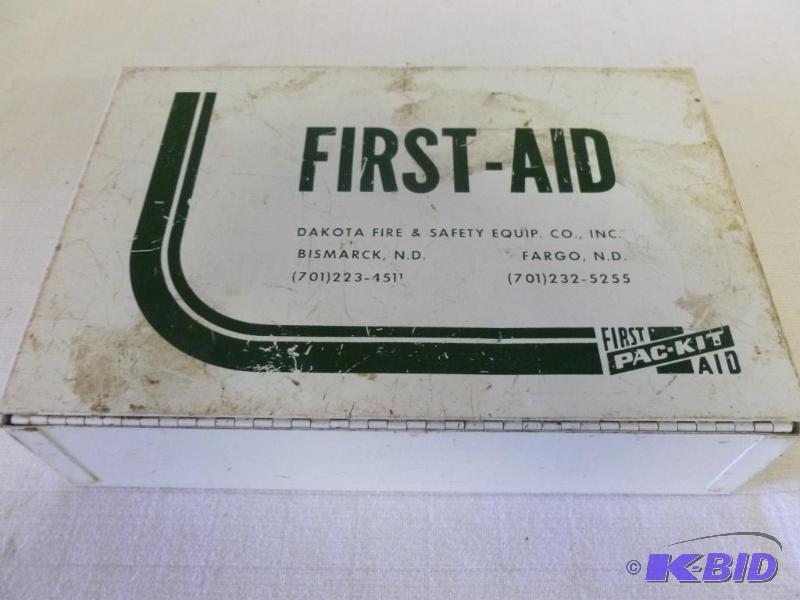 FIRST-AID
DAKOTA FIRE & SAFETY EQUIP. CO., INC.
BISMARCK, N.D. FARGO, N.D.
(701)223-4511 (701)232-5255
FIRST
PAC-KIT
AID
© K-BID